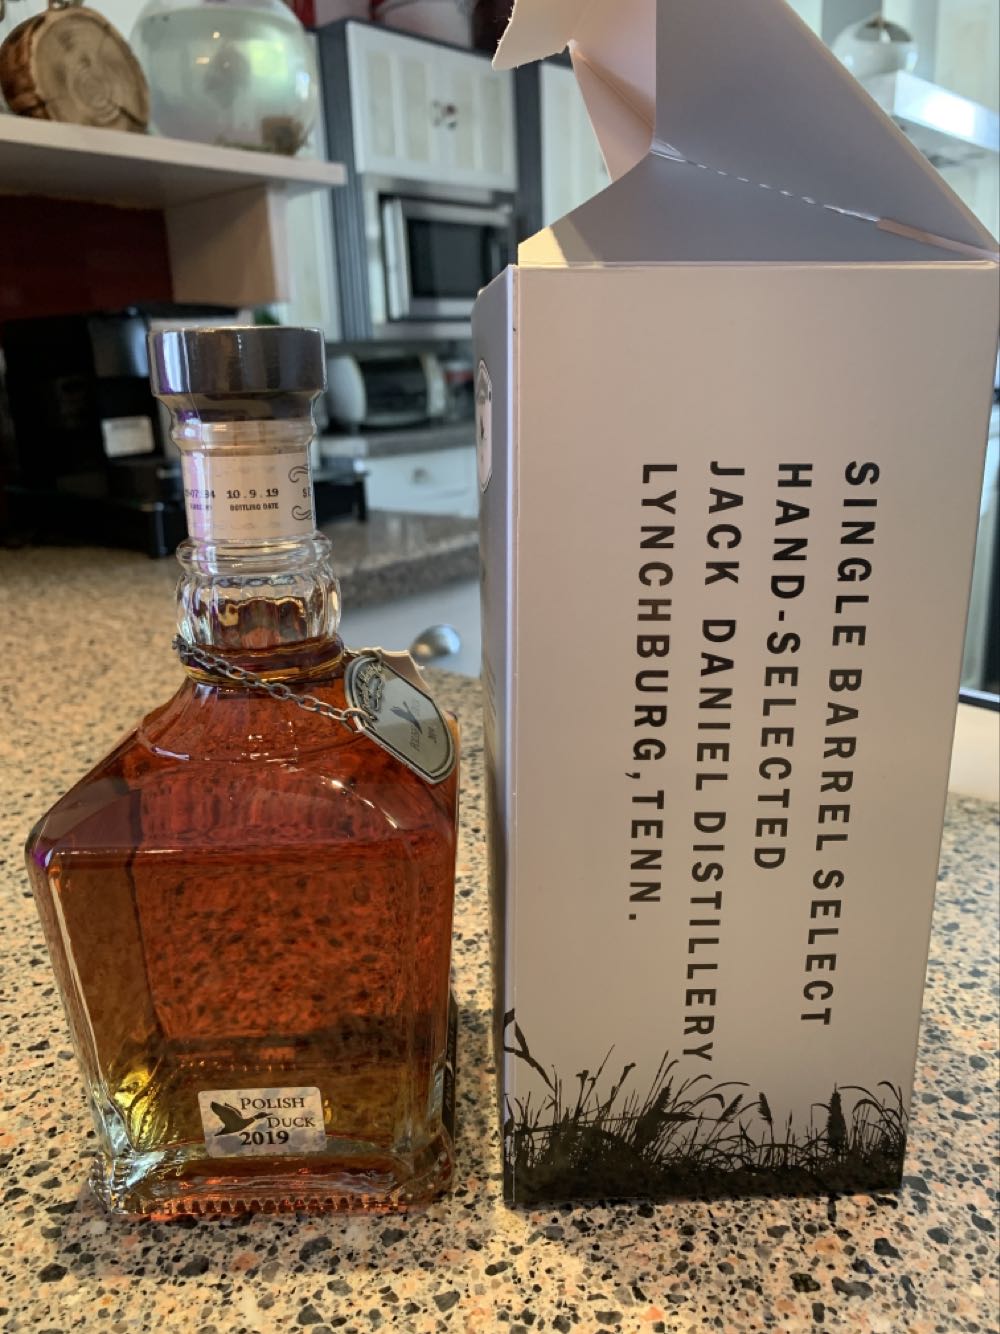 10.9.19
BOTTLING DATE
POLISH
DUCK
2019
SINGLE BARREL SELECT
HAND-SELECTED
JACK DANIEL DISTILLERY
LYNCHBURG, TENN.